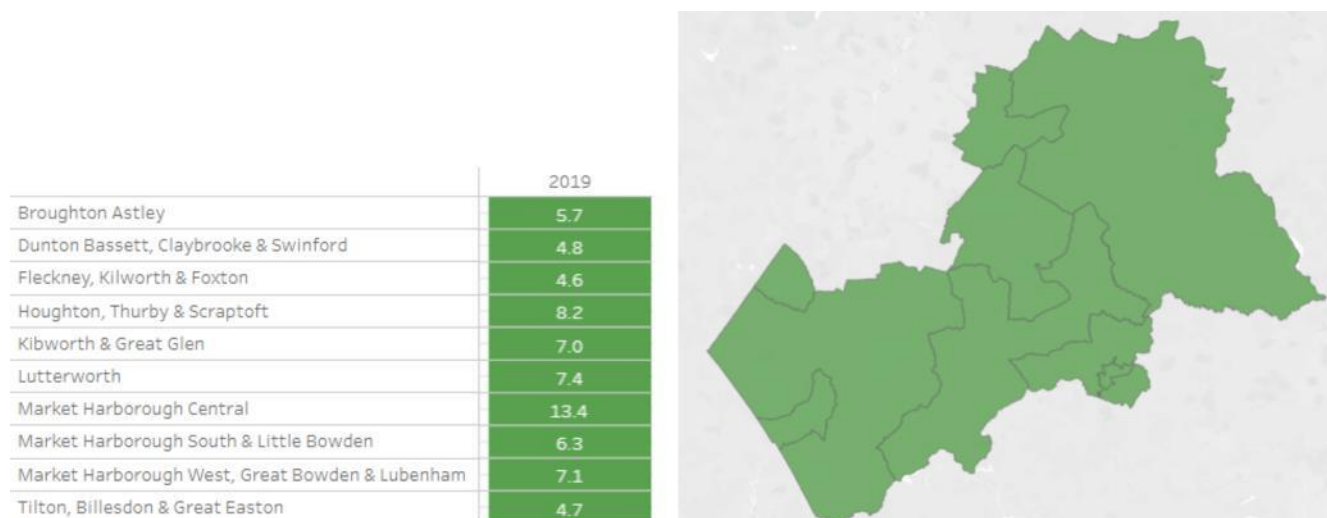 2019
Broughton Astley 5.7
Dunton Bassett, Claybrooke & Swinford 4.8
Fleckney, Kilworth & Foxton 4.6
Houghton, Thurby & Scraptoft 8.2
Kibworth & Great Glen 7.0
Lutterworth 7.4
Market Harborough Central 13.4
Market Harborough South & Little Bowden 6.3
Market Harborough West, Great Bowden & Lubenham 7.1
Tilton, Billesdon & Great Easton 4.7